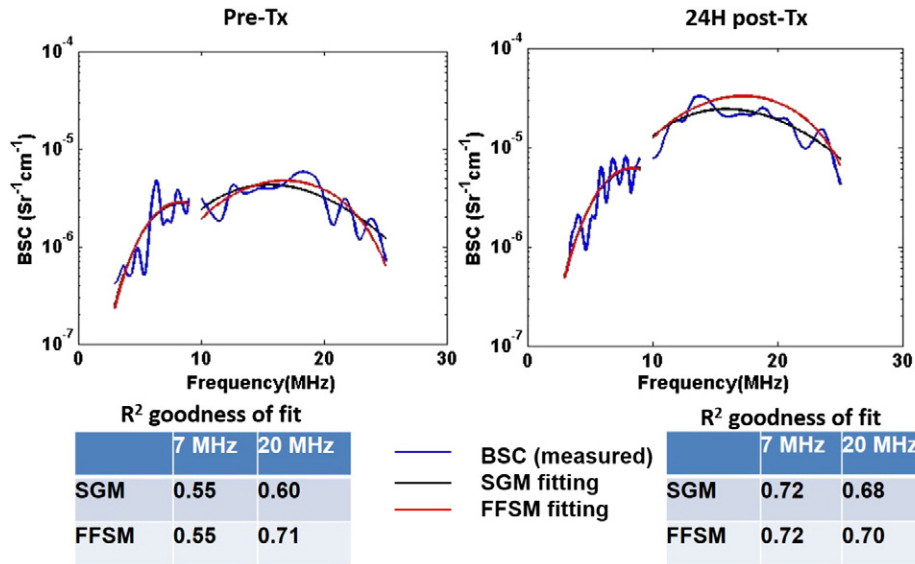 Pre-Tx
24H post-Tx
10⁻⁴
10⁻⁵
10⁻⁶
10⁻⁷
BSC (Sr⁻¹cm⁻¹)
0 10 20 30
Frequency(MHz)
10⁻⁴
10⁻⁵
10⁻⁶
10⁻⁷
BSC (Sr⁻¹cm⁻¹)
0 10 20 30
Frequency(MHz)
R² goodness of fit
7 MHz 20 MHz
SGM 0.55 0.60
FFSM 0.55 0.71
BSC (measured)
SGM fitting
FFSM fitting
R² goodness of fit
7 MHz 20 MHz
SGM 0.72 0.68
FFSM 0.72 0.70